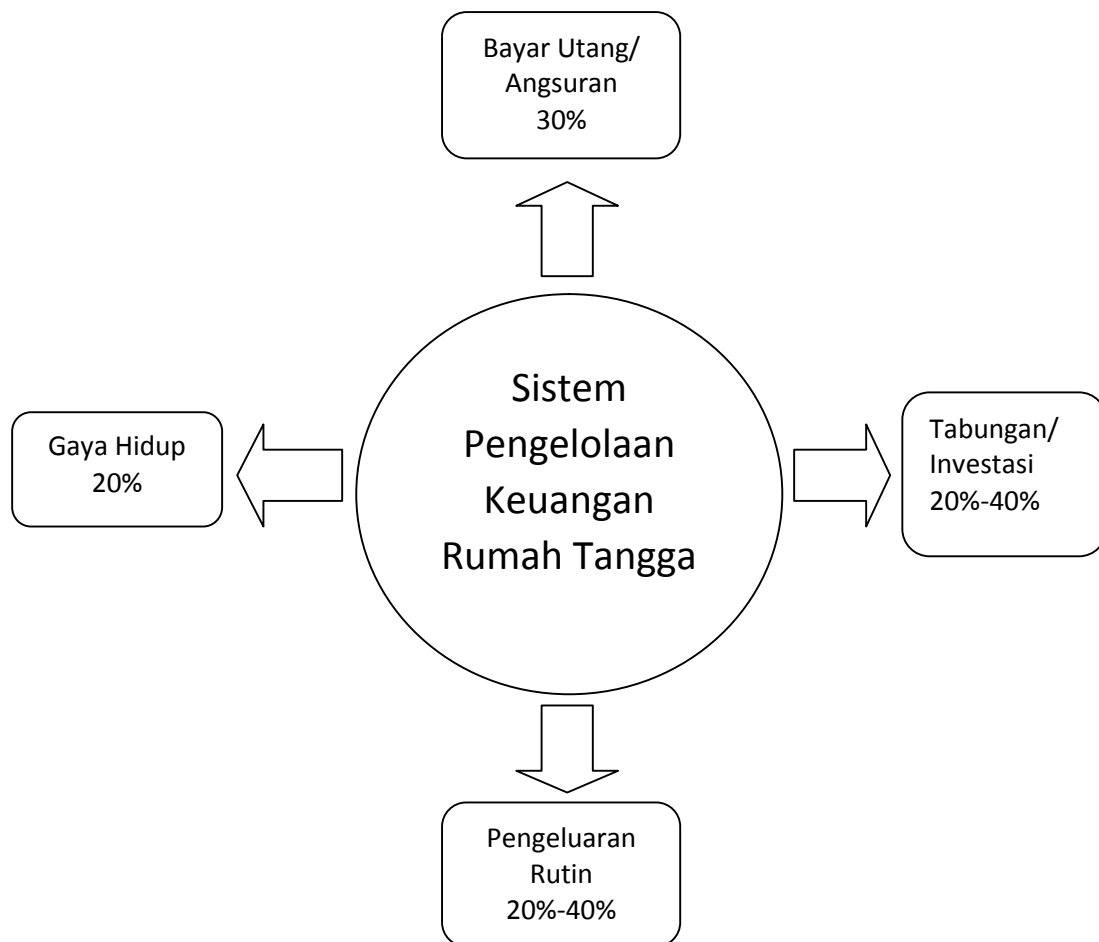 Bayar Utang/
Angsuran
30%
Sistem
Pengelolaan
Keuangan
Rumah Tangga
Gaya Hidup
20%
Tabungan/
Investasi
20%-40%
Pengeluaran
Rutin
20%-40%